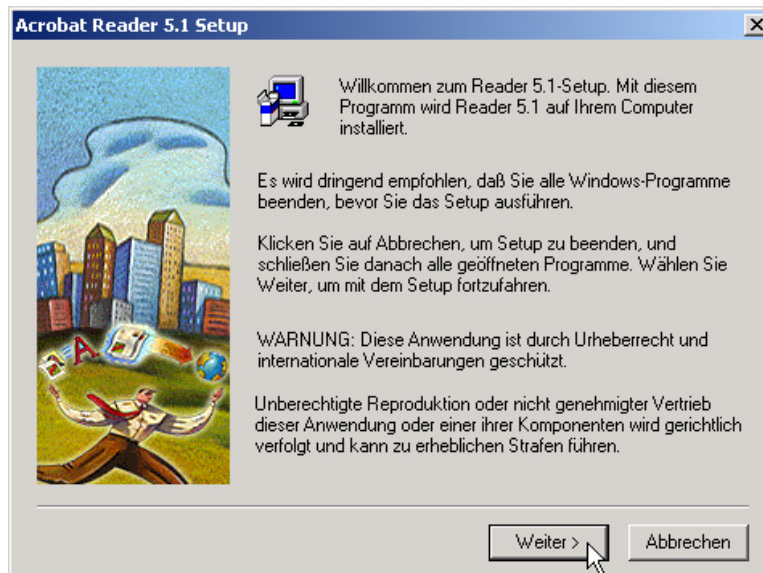 Acrobat Reader 5.1 Setup
Willkommen zum Reader 5.1-Setup. Mit diesem
Programm wird Reader 5.1 auf Ihrem Computer
installiert.
Es wird dringend empfohlen, daß Sie alle Windows-Programme
beenden, bevor Sie das Setup ausführen.
Klicken Sie auf Abbrechen, um Setup zu beenden, und
schließen Sie danach alle geöffneten Programme. Wählen Sie
Weiter, um mit dem Setup fortzufahren.
WARNUNG: Diese Anwendung ist durch Urheberrecht und
internationale Vereinbarungen geschützt.
Unberechtigte Reproduktion oder nicht genehmigter Vertrieb
dieser Anwendung oder einer ihrer Komponenten wird gerichtlich
verfolgt und kann zu erheblichen Strafen führen.
A
Weiter >
Abbrechen